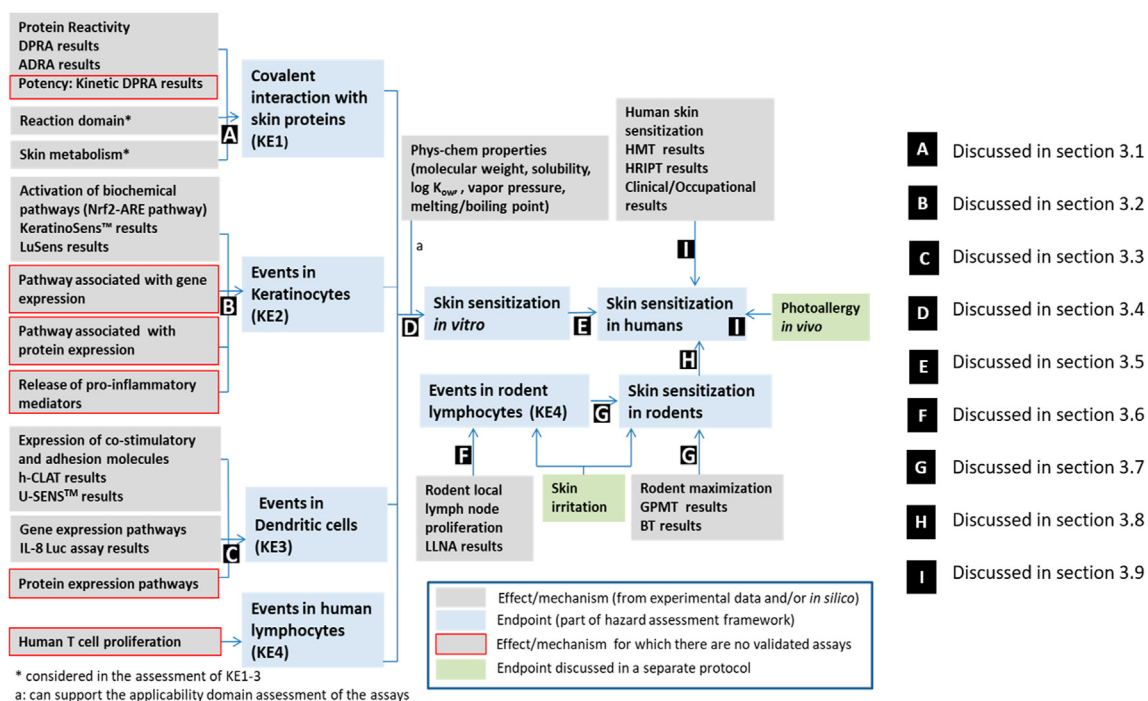 Protein Reactivity
DPRA results
ADRA results
Potency: Kinetic DPRA results
Reaction domain*
Skin metabolism*
A
Covalent
interaction with
skin proteins
(KE1)
Activation of biochemical
pathways (Nrf2-ARE pathway)
KeratinoSens™ results
LuSens results
Pathway associated with gene
expression
Pathway associated with
protein expression
Release of pro-inflammatory
mediators
B
Events in
Keratinocytes
(KE2)
Expression of co-stimulatory
and adhesion molecules
h-CLAT results
U-SENS™ results
Gene expression pathways
IL-8 Luc assay results
Protein expression pathways
C
Events in
Dendritic cells
(KE3)
Human T cell proliferation
Events in human
lymphocytes
(KE4)
* considered in the assessment of KE1-3
a: can support the applicability domain assessment of the assays
Phys-chem properties
(molecular weight, solubility,
log Kow, , vapor pressure,
melting/boiling point)
a
D
Skin sensitization
in vitro
E
Human skin
sensitization
HMT results
HRIPT results
Clinical/Occupational
results
I
Skin sensitization
in humans
I
Photoallergy
in vivo
H
Events in rodent
lymphocytes (KE4)
G
Skin sensitization
in rodents
F
G
Rodent local
lymph node
proliferation
LLNA results
Skin
irritation
Rodent maximization
GPMT results
BT results
Effect/mechanism (from experimental data and/or in silico)
Endpoint (part of hazard assessment framework)
Effect/mechanism for which there are no validated assays
Endpoint discussed in a separate protocol
A Discussed in section 3.1
B Discussed in section 3.2
C Discussed in section 3.3
D Discussed in section 3.4
E Discussed in section 3.5
F Discussed in section 3.6
G Discussed in section 3.7
H Discussed in section 3.8
I Discussed in section 3.9